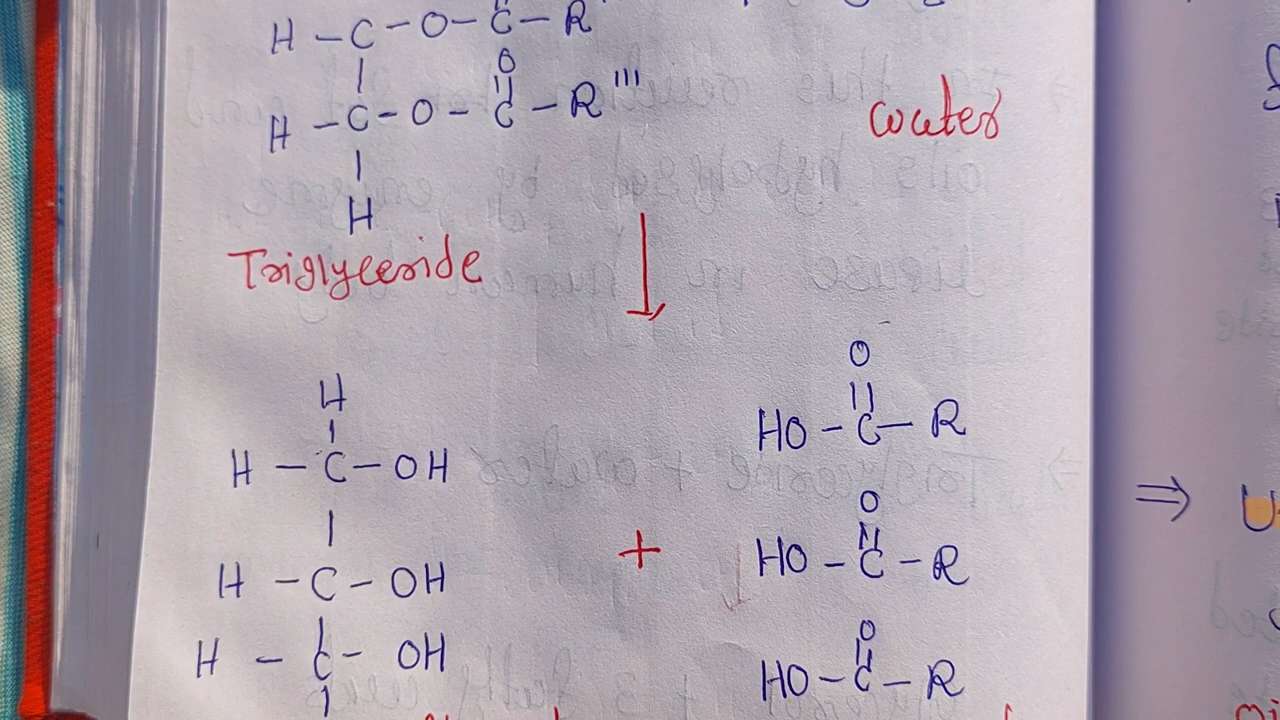 H – C – O – C – R
|
O
||
H – C – O – C – R'''
water
|
H
Triglyceride
↓
H
|
H – C – OH
|
H – C – OH
|
H – C – OH
|
+
O
||
HO – C – R
O
||
HO – C – R
O
||
HO – C – R
⇒